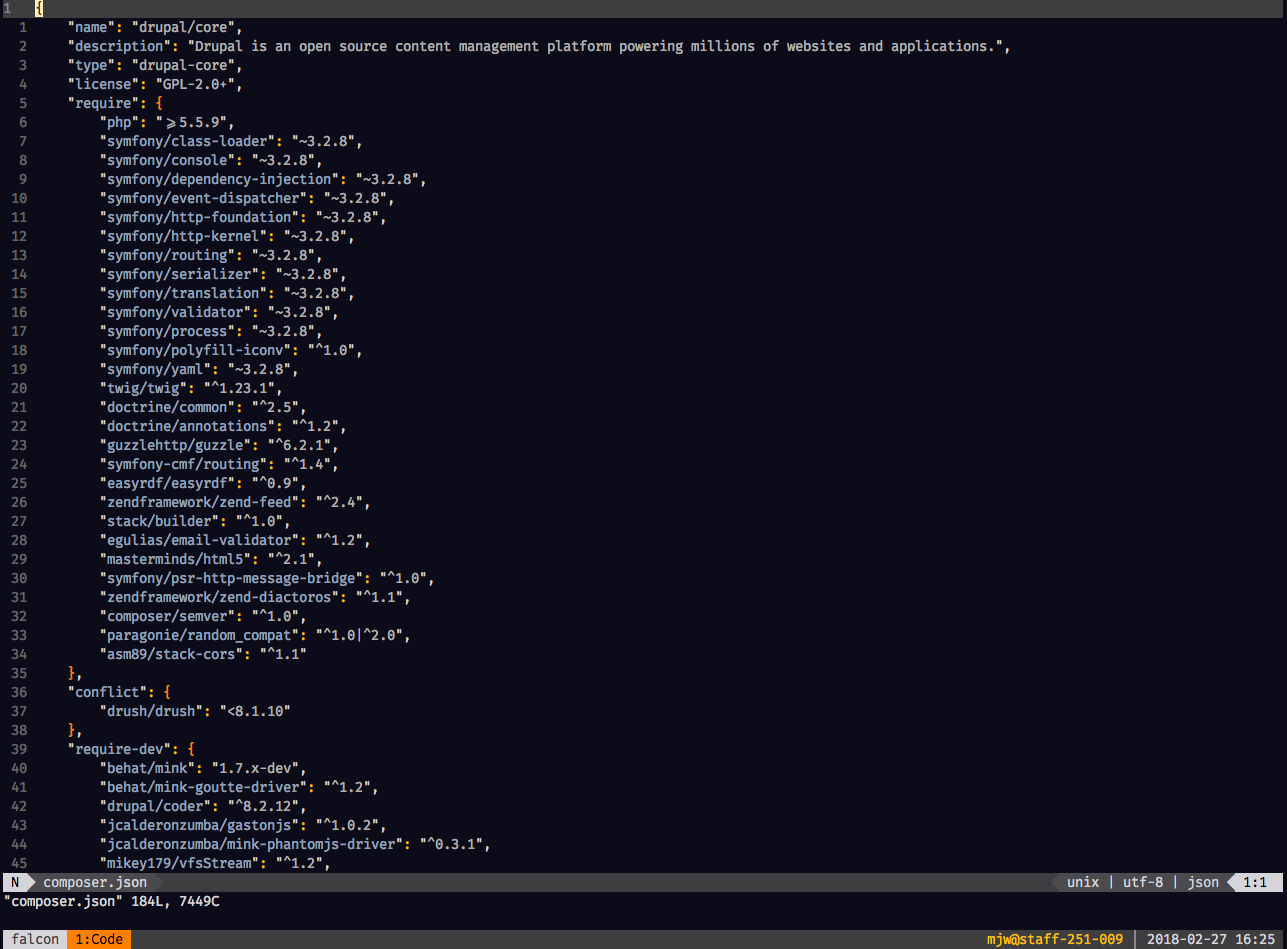 1 {
1 "name": "drupal/core",
2 "description": "Drupal is an open source content management platform powering millions of websites and applications.",
3 "type": "drupal-core",
4 "license": "GPL-2.0+",
5 "require": {
6 "php": "⩾5.5.9",
7 "symfony/class-loader": "~3.2.8",
8 "symfony/console": "~3.2.8",
9 "symfony/dependency-injection": "~3.2.8",
10 "symfony/event-dispatcher": "~3.2.8",
11 "symfony/http-foundation": "~3.2.8",
12 "symfony/http-kernel": "~3.2.8",
13 "symfony/routing": "~3.2.8",
14 "symfony/serializer": "~3.2.8",
15 "symfony/translation": "~3.2.8",
16 "symfony/validator": "~3.2.8",
17 "symfony/process": "~3.2.8",
18 "symfony/polyfill-iconv": "^1.0",
19 "symfony/yaml": "~3.2.8",
20 "twig/twig": "^1.23.1",
21 "doctrine/common": "^2.5",
22 "doctrine/annotations": "^1.2",
23 "guzzlehttp/guzzle": "^6.2.1",
24 "symfony-cmf/routing": "^1.4",
25 "easyrdf/easyrdf": "^0.9",
26 "zendframework/zend-feed": "^2.4",
27 "stack/builder": "^1.0",
28 "egulias/email-validator": "^1.2",
29 "masterminds/html5": "^2.1",
30 "symfony/psr-http-message-bridge": "^1.0",
31 "zendframework/zend-diactoros": "^1.1",
32 "composer/semver": "^1.0",
33 "paragonie/random_compat": "^1.0|^2.0",
34 "asm89/stack-cors": "^1.1"
35 },
36 "conflict": {
37 "drush/drush": "<8.1.10"
38 },
39 "require-dev": {
40 "behat/mink": "1.7.x-dev",
41 "behat/mink-goutte-driver": "^1.2",
42 "drupal/coder": "^8.2.12",
43 "jcalderonzumba/gastonjs": "^1.0.2",
44 "jcalderonzumba/mink-phantomjs-driver": "^0.3.1",
45 "mikey179/vfsStream": "^1.2",
N composer.json unix | utf-8 | json 1:1
"composer.json" 184L, 7449C
falcon 1:Code mjw@staff-251-009 | 2018-02-27 16:25